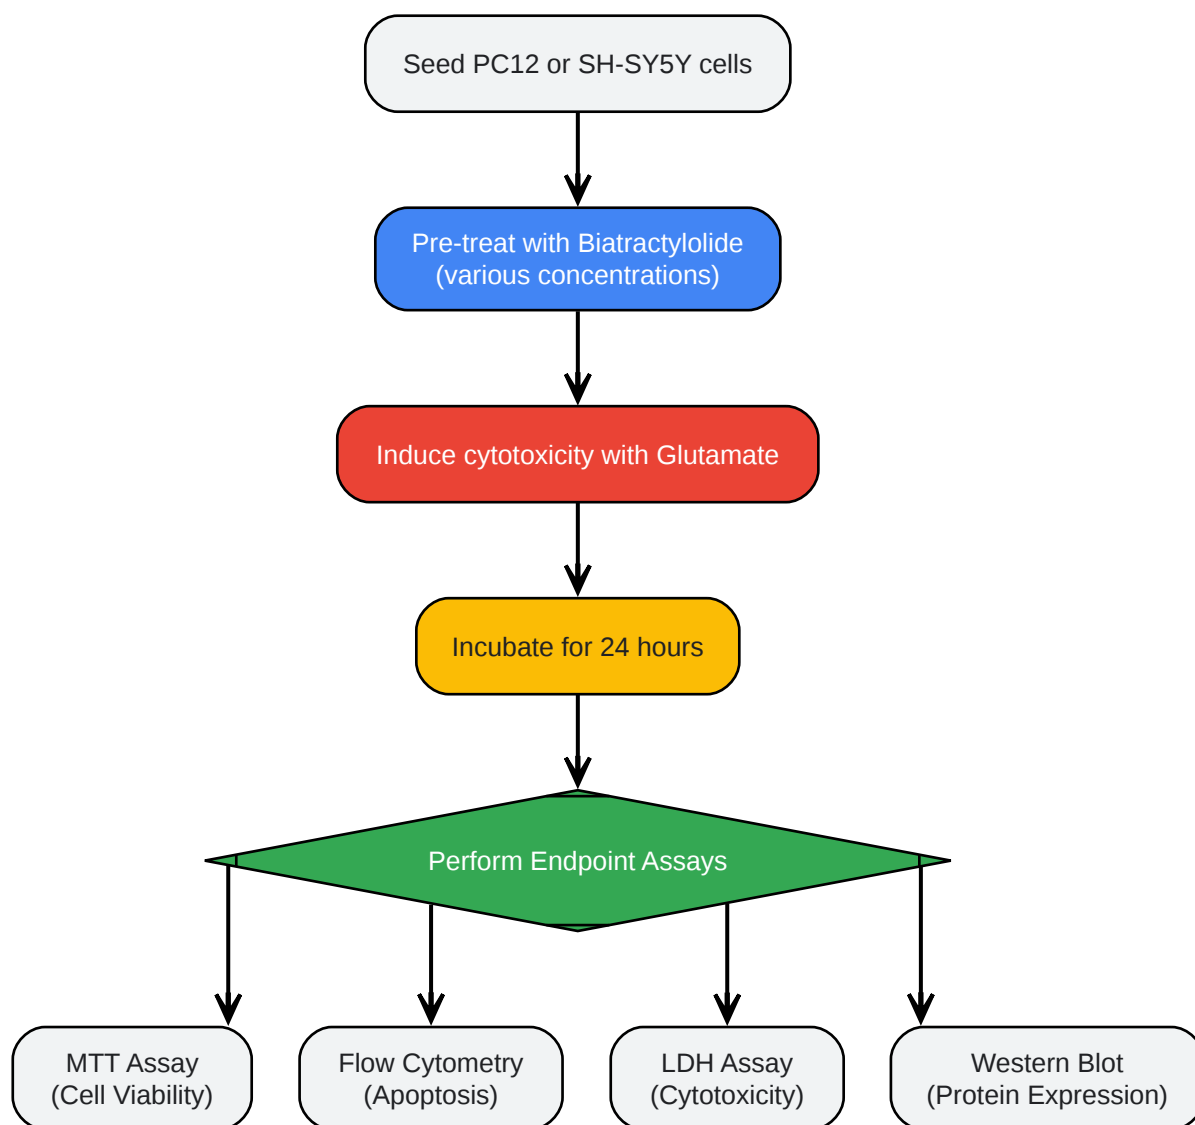 Seed PC12 or SH-SY5Y cells
Pre-treat with Biatractylolide
(various concentrations)
Induce cytotoxicity with Glutamate
Incubate for 24 hours
Perform Endpoint Assays
MTT Assay
(Cell Viability)
Flow Cytometry
(Apoptosis)
LDH Assay
(Cytotoxicity)
Western Blot
(Protein Expression)